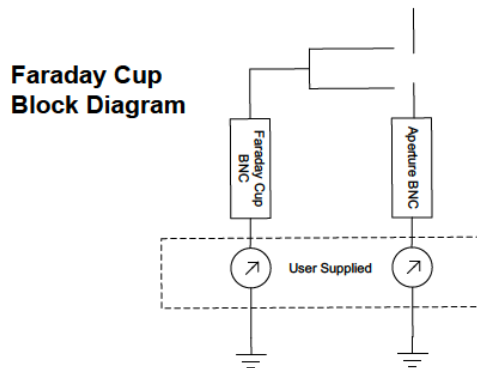 Faraday Cup
Block Diagram
Faraday Cup
BNC
Aperture BNC
User Supplied